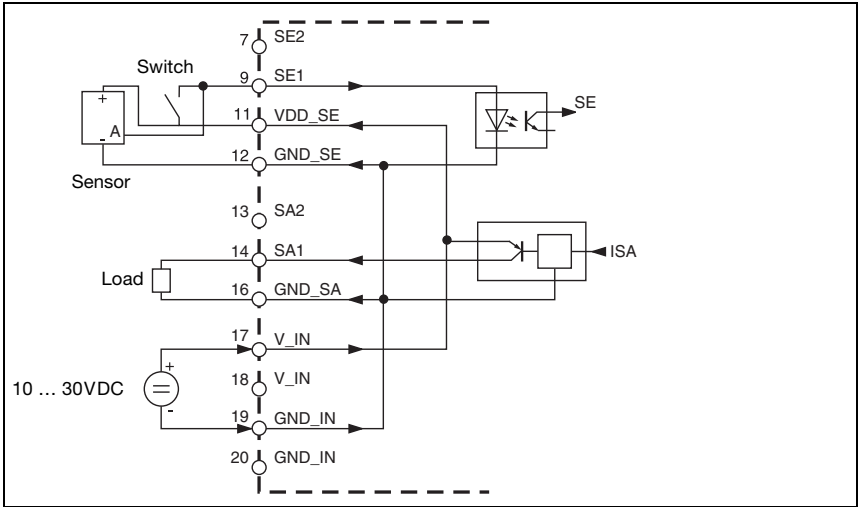 7 SE2
Switch
9 SE1
+
11 VDD_SE
SE
A
-
12 GND_SE
Sensor
13 SA2
14 SA1
ISA
Load
16 GND_SA
17 V_IN
+
10 … 30VDC
18 V_IN
-
19 GND_IN
20 GND_IN